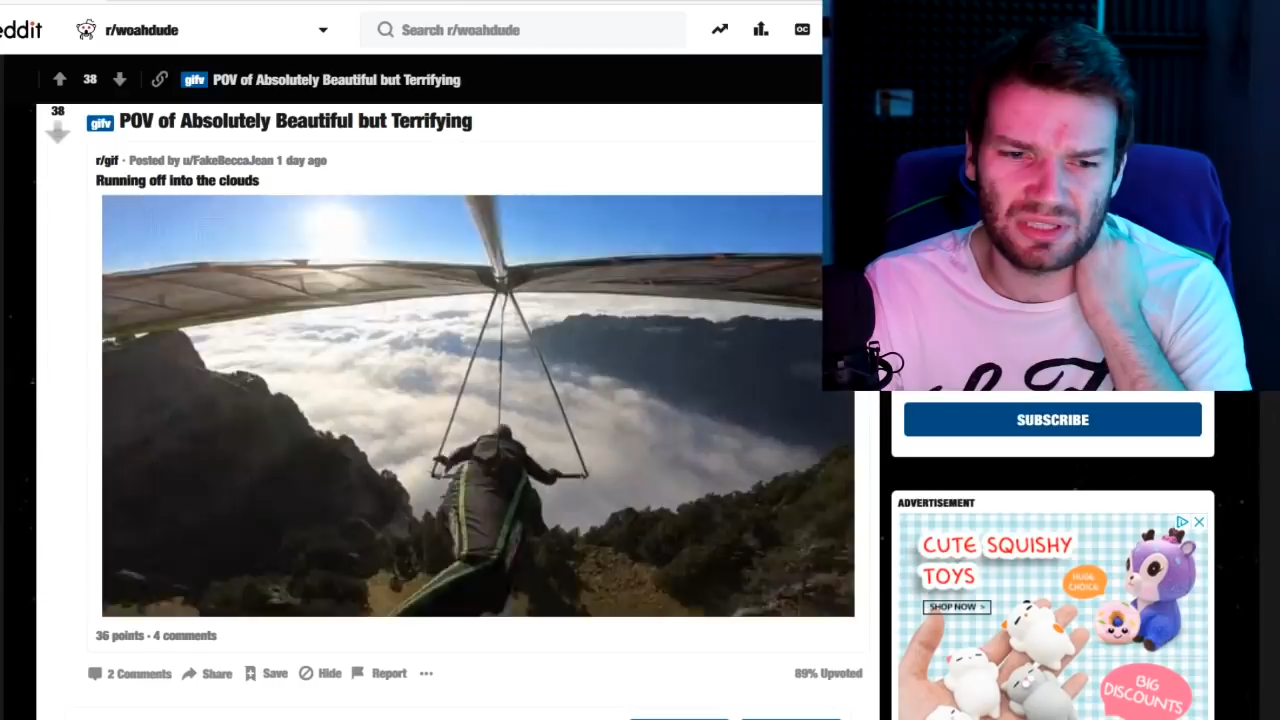 eddit
r/woahdude
Search r/woahdude
OC
38
gifv POV of Absolutely Beautiful but Terrifying
38
gifv POV of Absolutely Beautiful but Terrifying
r/gif · Posted by u/FakeBeccaJean 1 day ago
Running off into the clouds
36 points · 4 comments
2 Comments
Share
Save
Hide
Report
89% Upvoted
SUBSCRIBE
ADVERTISEMENT
CUTE SQUISHY
TOYS
HUGE
CHOICE
SHOP NOW >
BIG
DISCOUNTS